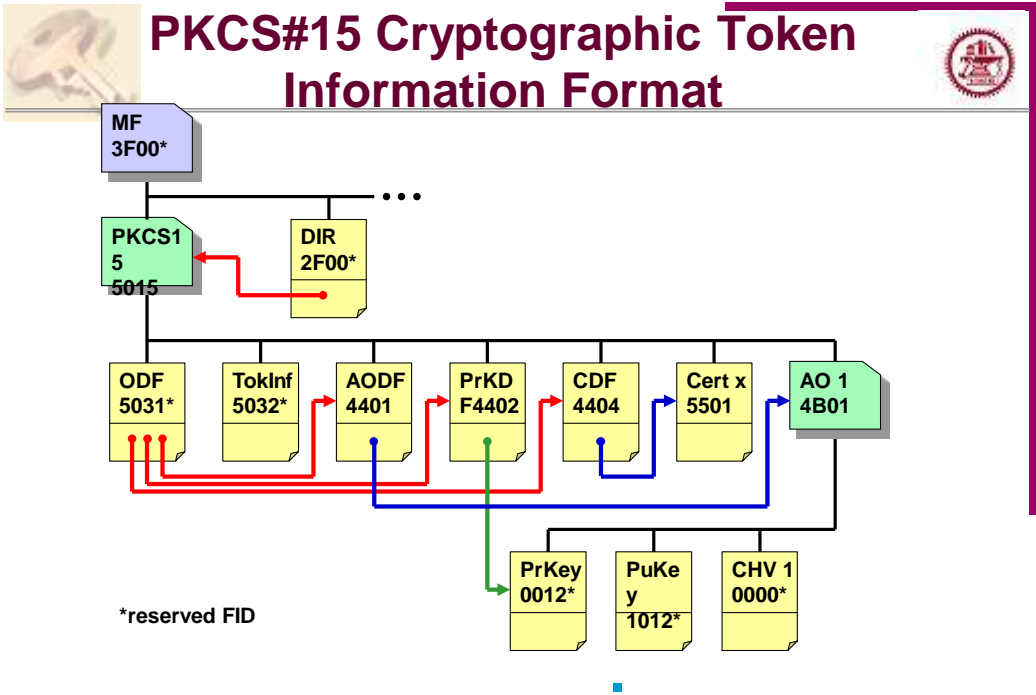 PKCS#15 Cryptographic Token
Information Format
MF
3F00*
PKCS1
5
5015
DIR
2F00*
ODF
5031*
TokInf
5032*
AODF
4401
PrKD
F4402
CDF
4404
Cert x
5501
AO 1
4B01
PrKey
0012*
PuKe
y
1012*
CHV 1
0000*
*reserved FID